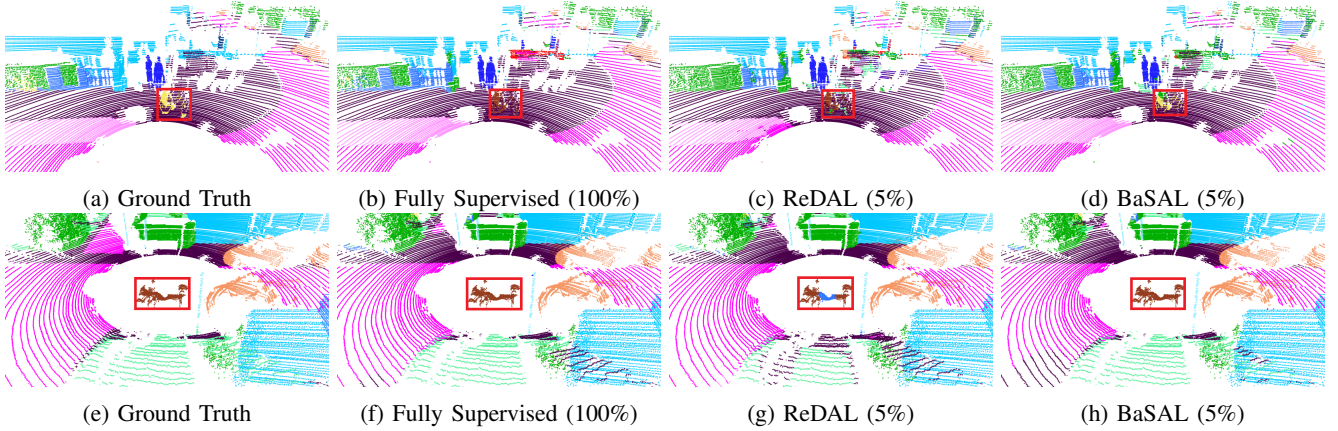 (a) Ground Truth (b) Fully Supervised (100%) (c) ReDAL (5%) (d) BaSAL (5%)
(e) Ground Truth (f) Fully Supervised (100%) (g) ReDAL (5%) (h) BaSAL (5%)